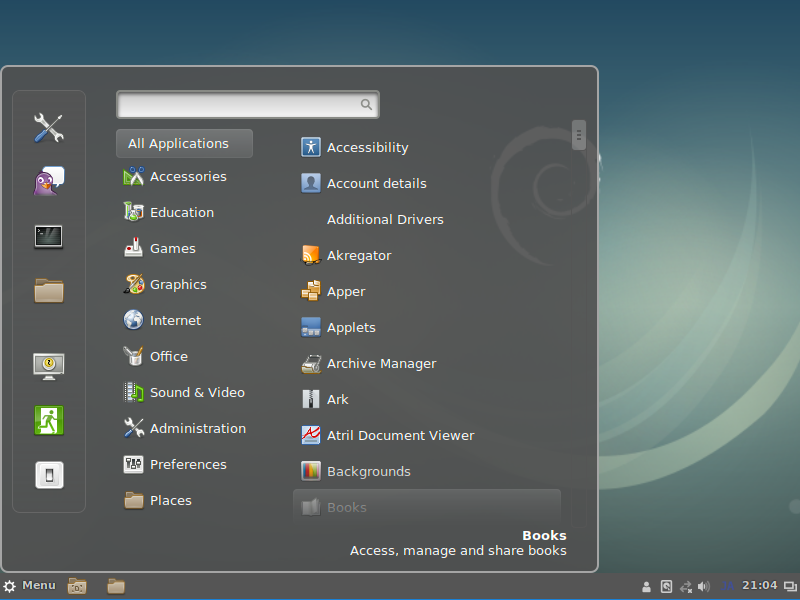 All Applications
Accessories
Education
Games
Graphics
Internet
Office
Sound & Video
Administration
Preferences
Places
Accessibility
Account details
Additional Drivers
Akregator
Apper
Applets
Archive Manager
Ark
Atril Document Viewer
Backgrounds
Books
Books
Access, manage and share books
Menu
21:04